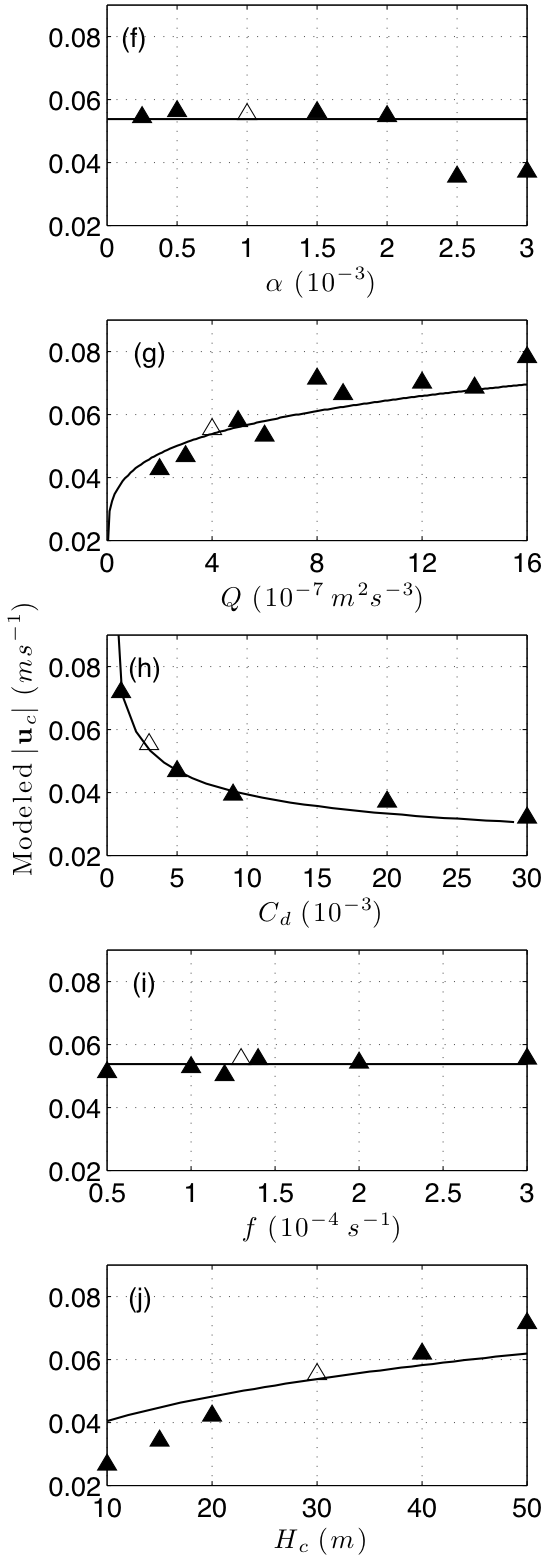 (f)
0.08
0.06
0.04
0.02
0 0.5 1 1.5 2 2.5 3
α (10⁻³)
(g)
0.08
0.06
0.04
0.02
0 4 8 12 16
Q (10⁻⁷ m²s⁻³)
Modeled |u_c| (ms⁻¹)
(h)
0.08
0.06
0.04
0.02
0 5 10 15 20 25 30
C_d (10⁻³)
(i)
0.08
0.06
0.04
0.02
0.5 1 1.5 2 2.5 3
f (10⁻⁴ s⁻¹)
(j)
0.08
0.06
0.04
0.02
10 20 30 40 50
H_c (m)